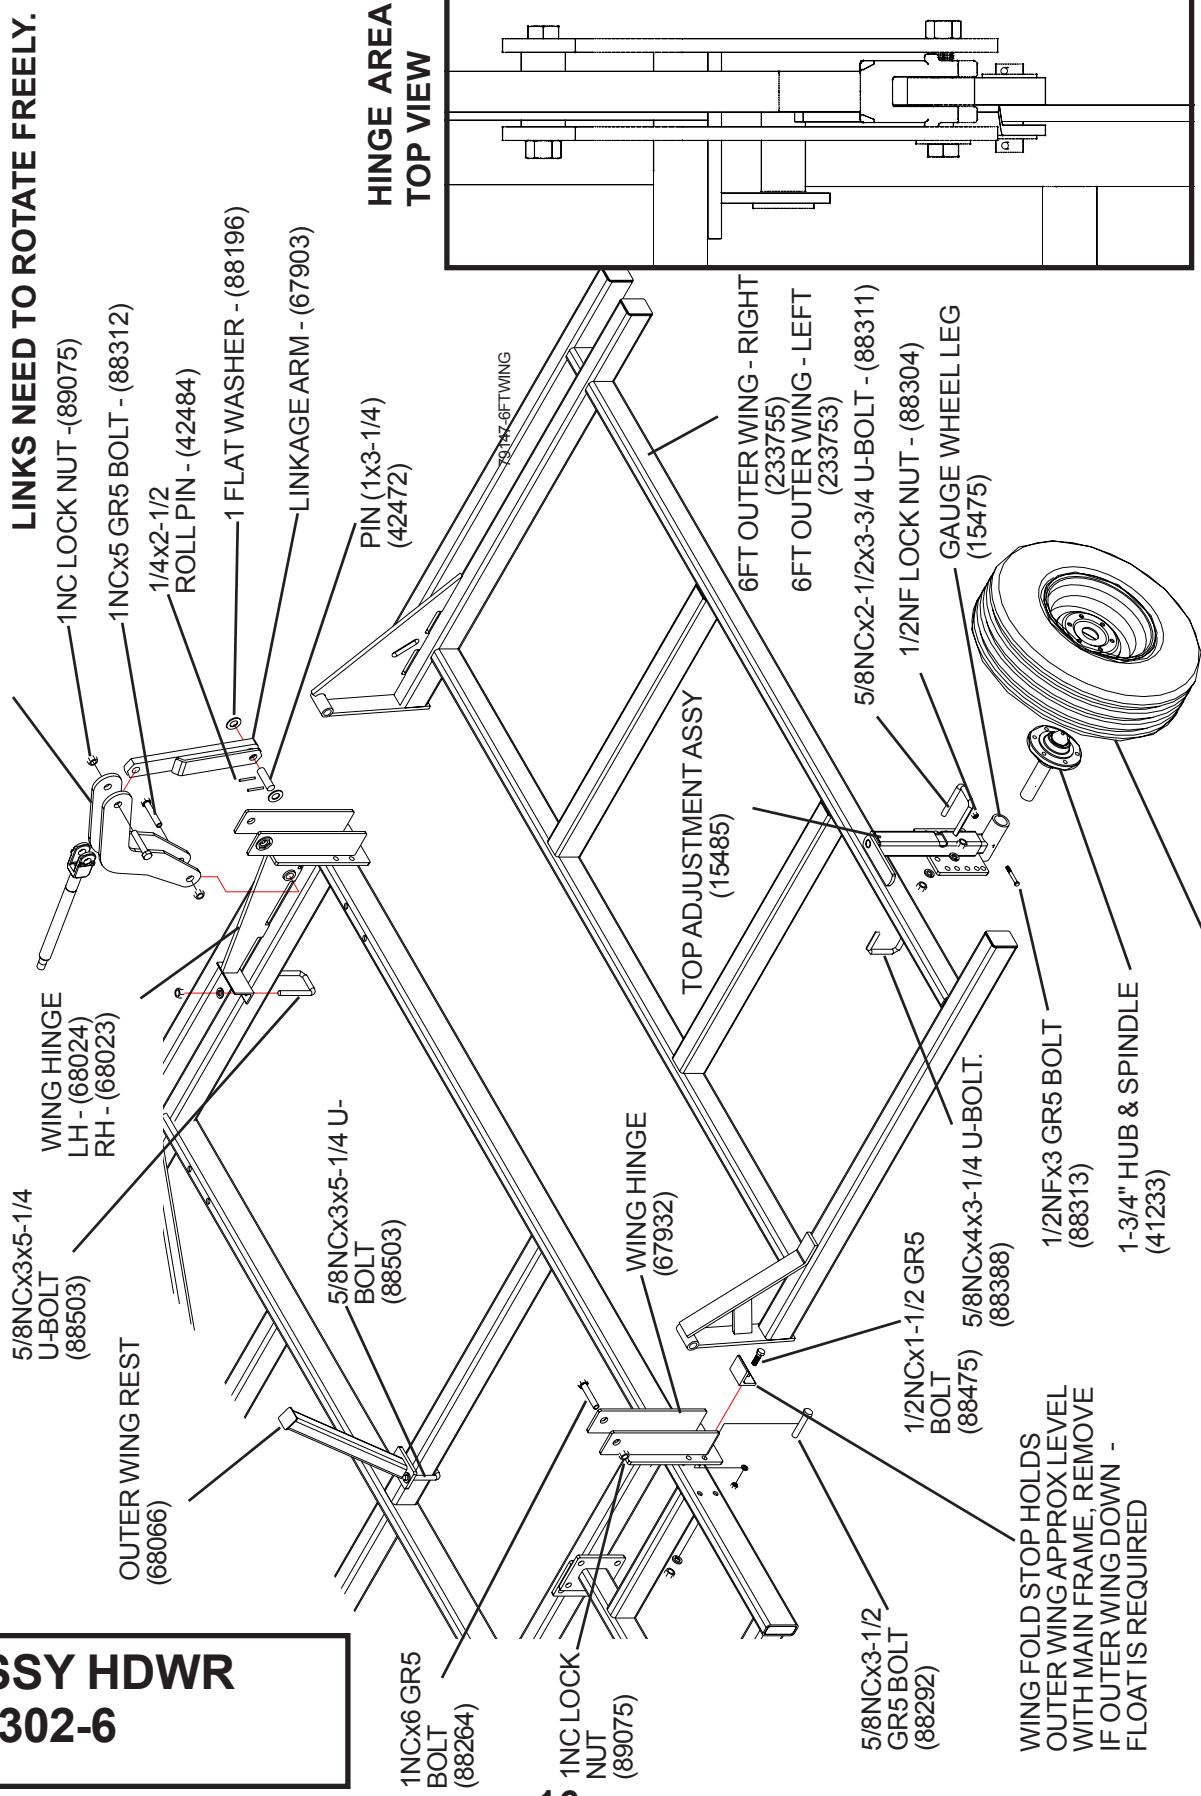 LINKS NEED TO ROTATE FREELY.
1NC LOCK NUT -(89075)
1NCx5 GR5 BOLT - (88312)
1/4x2-1/2
ROLL PIN - (42484)
1 FLAT WASHER - (88196)
LINKAGE ARM - (67903)
PIN (1x3-1/4)
(42472)
HINGE AREA
TOP VIEW
79147-6FTWING
6FT OUTER WING - RIGHT
(233755)
6FT OUTER WING - LEFT
(233753)
5/8NCx2-1/2x3-3/4 U-BOLT - (88311)
1/2NF LOCK NUT - (88304)
GAUGE WHEEL LEG
(15475)
TOP ADJUSTMENT ASSY
(15485)
WING HINGE
LH - (68024)
RH - (68023)
5/8NCx3x5-1/4
U-BOLT
(88503)
5/8NCx3x5-1/4 U-
BOLT
(88503)
OUTER WING REST
(68066)
WING HINGE
(67932)
1/2NCx1-1/2 GR5
BOLT
(88475)
5/8NCx4x3-1/4 U-BOLT.
(88388)
1/2NFx3 GR5 BOLT
(88313)
1-3/4" HUB & SPINDLE
(41233)
SSY HDWR
302-6
1NCx6 GR5
BOLT
(88264)
1NC LOCK
NUT
(89075)
5/8NCx3-1/2
GR5 BOLT
(88292)
WING FOLD STOP HOLDS
OUTER WING APPROX LEVEL
WITH MAIN FRAME, REMOVE
IF OUTER WING DOWN -
FLOAT IS REQUIRED